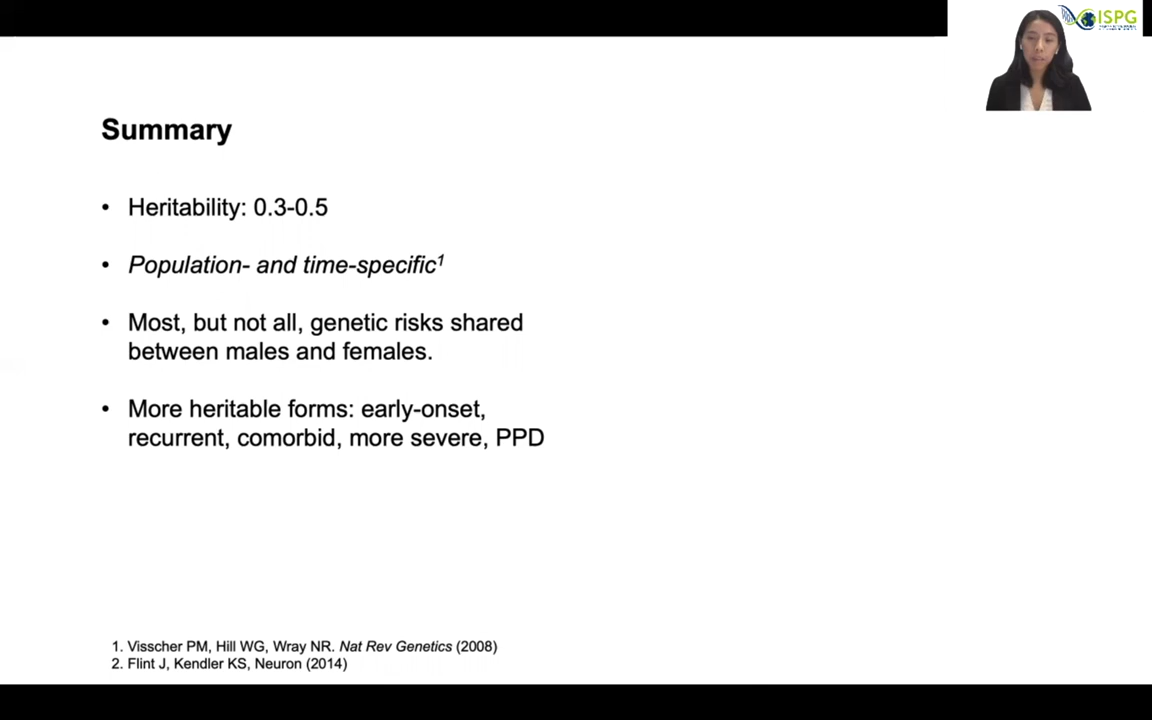 ISPG
Summary
• Heritability: 0.3-0.5
• Population- and time-specific1
• Most, but not all, genetic risks shared
between males and females.
• More heritable forms: early-onset,
recurrent, comorbid, more severe, PPD
1. Visscher PM, Hill WG, Wray NR. Nat Rev Genetics (2008)
2. Flint J, Kendler KS, Neuron (2014)